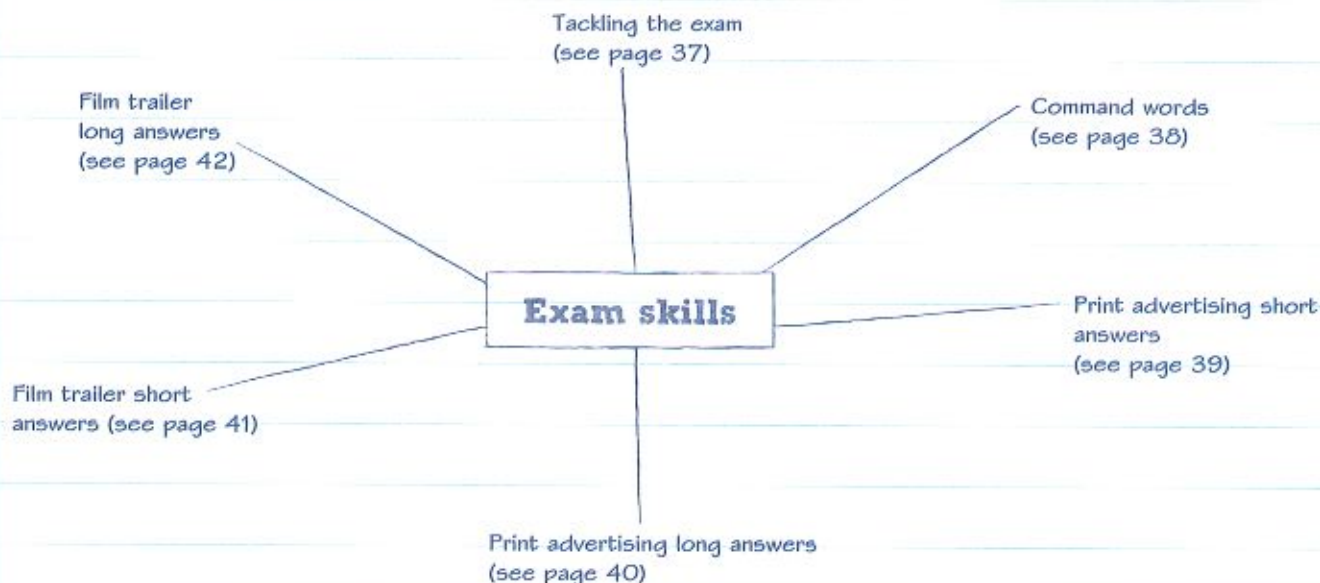 Tackling the exam
(see page 37)
Film trailer
long answers
(see page 42)
Command words
(see page 38)
Exam skills
Print advertising short
answers
(see page 39)
Film trailer short
answers (see page 41)
Print advertising long answers
(see page 40)